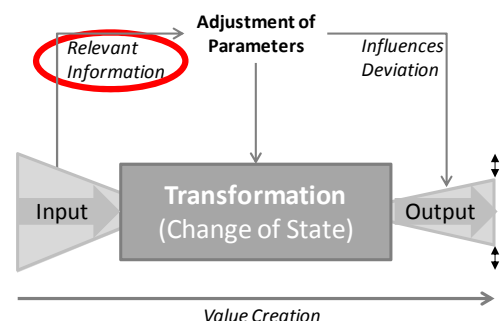 Adjustment of
Parameters
Relevant
Information
Influences
Deviation
Input
Transformation
(Change of State)
Output
Value Creation